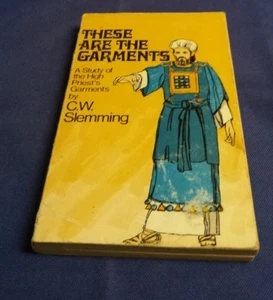 THESE
ARE THE
GARMENTS
A Study of
the High
Priest's
Garments
by
C.W.
Slemming